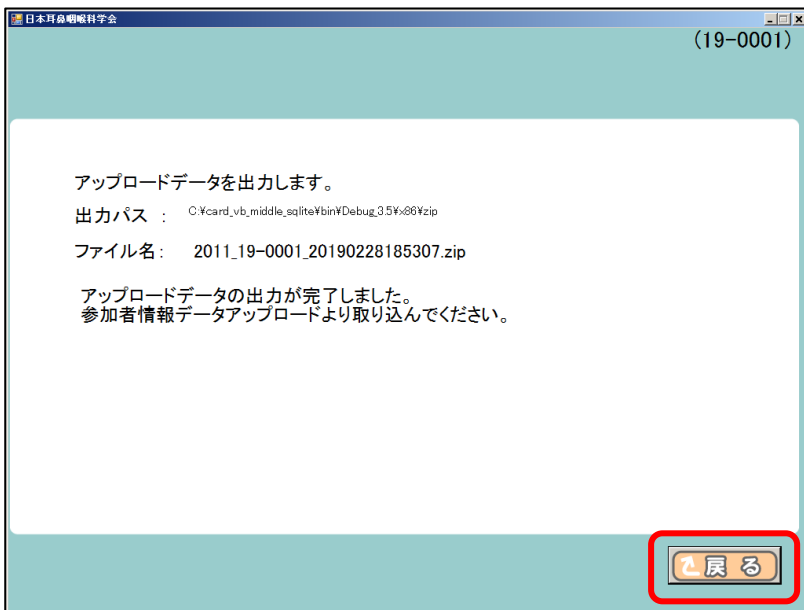 日本耳鼻咽喉科学会
(19-0001)
アップロードデータを出力します。
出力パス : C:¥card_vb_middle_sqlite¥bin¥Debug_3.5¥x86¥zip
ファイル名: 2011_19-0001_20190228185307.zip
アップロードデータの出力が完了しました。
参加者情報データアップロードより取り込んでください。
戻る